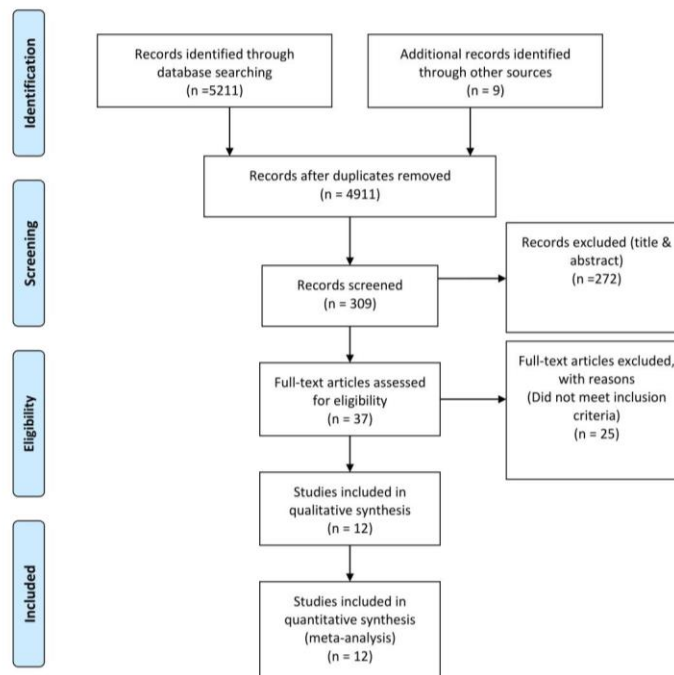 Identification
Records identified through
database searching
(n =5211)
Additional records identified
through other sources
(n = 9)
Records after duplicates removed
(n = 4911)
Screening
Records screened
(n = 309)
Records excluded (title &
abstract)
(n =272)
Eligibility
Full-text articles assessed
for eligibility
(n = 37)
Full-text articles excluded,
with reasons
(Did not meet inclusion
criteria)
(n = 25)
Studies included in
qualitative synthesis
(n = 12)
Included
Studies included in
quantitative synthesis
(meta-analysis)
(n = 12)